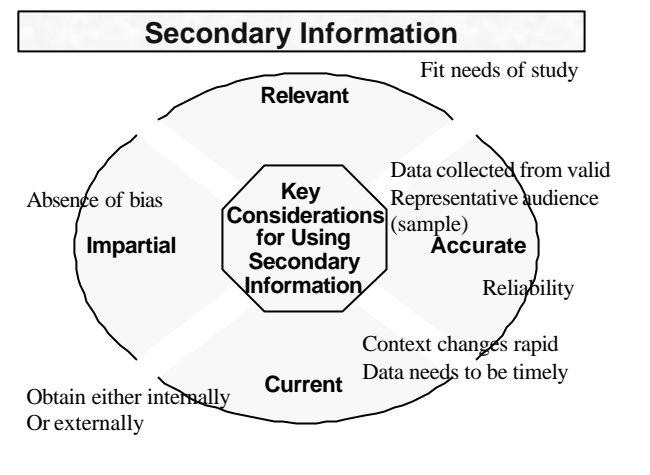 Secondary Information
Fit needs of study
Relevant
Data collected from valid
Representative audience
(sample)
Accurate
Reliability
Key
Considerations
for Using
Secondary
Information
Absence of bias
Impartial
Context changes rapid
Data needs to be timely
Current
Obtain either internally
Or externally